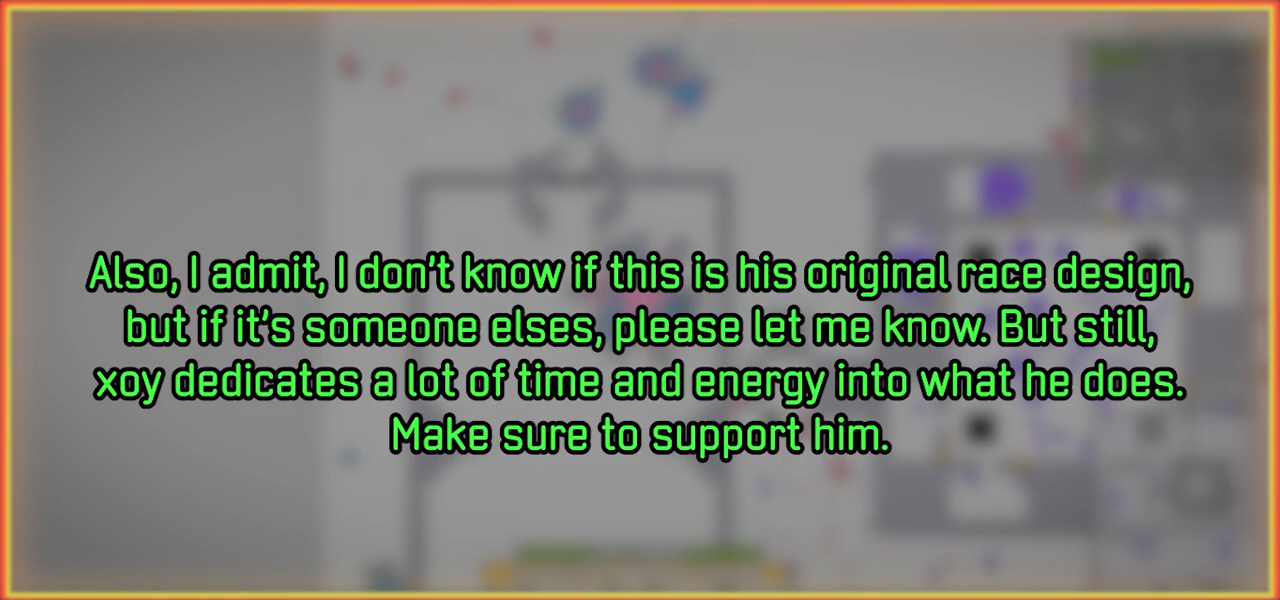 Also, I admit, I don't know if this is his original race design,
but if it's someone elses, please let me know. But still,
xoy dedicates a lot of time and energy into what he does.
Make sure to support him.